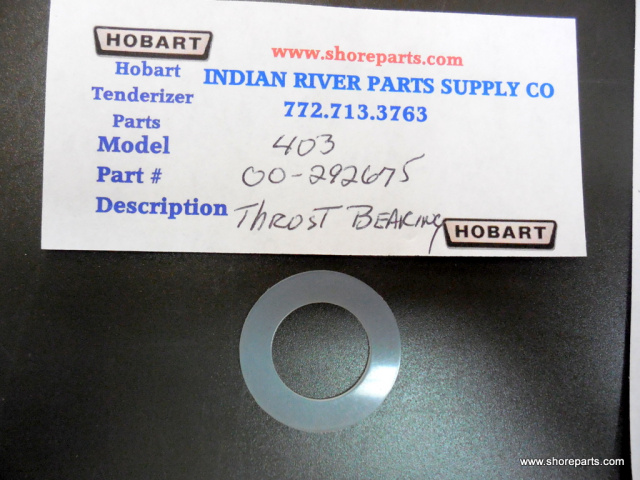 HOBART
www.shoreparts.com
Hobart
INDIAN RIVER PARTS SUPPLY CO
Tenderizer
772.713.3763
Parts
Model 403
Part # 00-292675
Description Thrust Bearing
HOBART
www.shoreparts.com